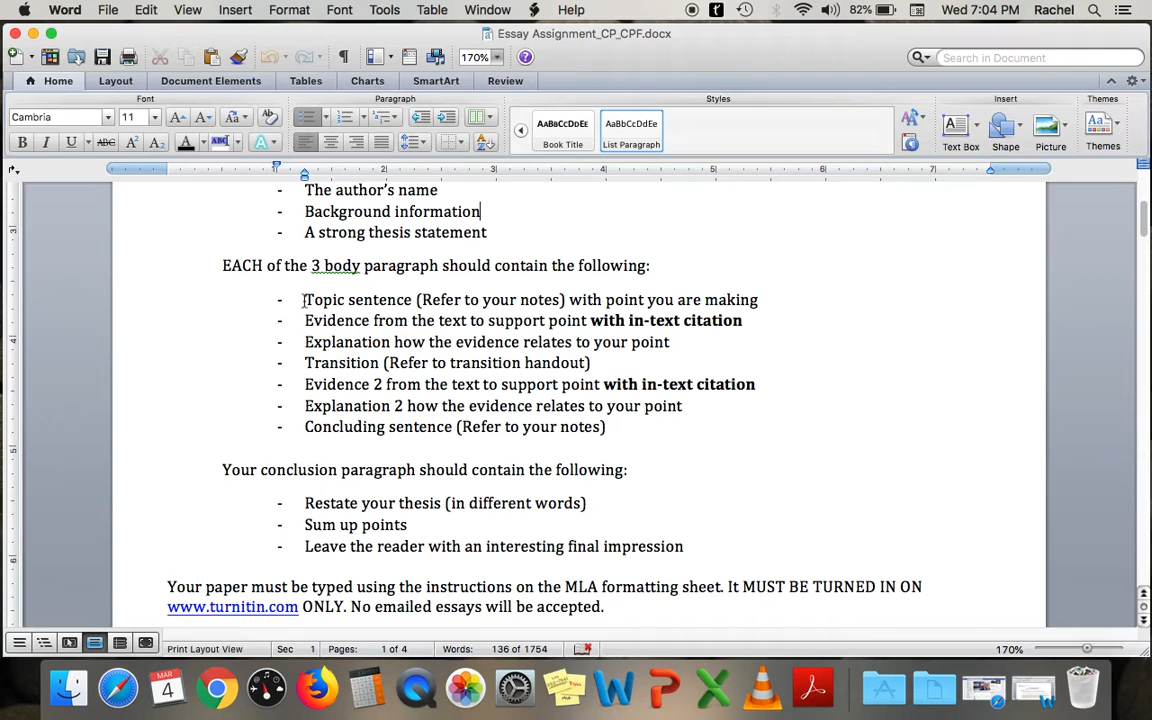 Word File Edit View Insert Format Font Tools Table Window Help 82% Wed 7:04 PM Rachel
Essay Assignment_CP_CPF.docx
170% Search in Document
Home Layout Document Elements Tables Charts SmartArt Review
Font Paragraph Styles Insert Themes
Cambria 11 AaBbCcDdEe AaBbCcDdEe
Book Title List Paragraph Text Box Shape Picture Themes
2 3 4 5 6 7
- The author's name
- Background information
- A strong thesis statement
EACH of the 3 body paragraph should contain the following:
- Topic sentence (Refer to your notes) with point you are making
- Evidence from the text to support point with in-text citation
- Explanation how the evidence relates to your point
- Transition (Refer to transition handout)
- Evidence 2 from the text to support point with in-text citation
- Explanation 2 how the evidence relates to your point
- Concluding sentence (Refer to your notes)
Your conclusion paragraph should contain the following:
- Restate your thesis (in different words)
- Sum up points
- Leave the reader with an interesting final impression
Your paper must be typed using the instructions on the MLA formatting sheet. It MUST BE TURNED IN ON
www.turnitin.com ONLY. No emailed essays will be accepted.
Print Layout View Sec 1 Pages: 1 of 4 Words: 136 of 1754 170%
MAR
4